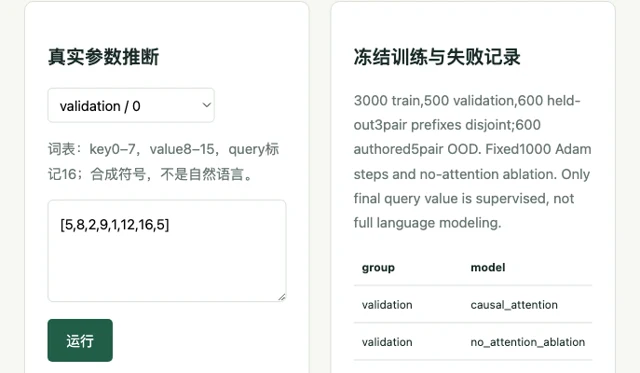 真实参数推断
validation / 0
词表：key0–7，value8–15，query标
记16；合成符号，不是自然语言。
[5,8,2,9,1,12,16,5]
运行
冻结训练与失败记录
3000 train,500 validation,600 held-
out3pair prefixes disjoint;600
authored5pair OOD. Fixed1000 Adam
steps and no-attention ablation. Only
final query value is supervised, not
full language modeling.
group model
validation causal_attention
validation no_attention_ablation